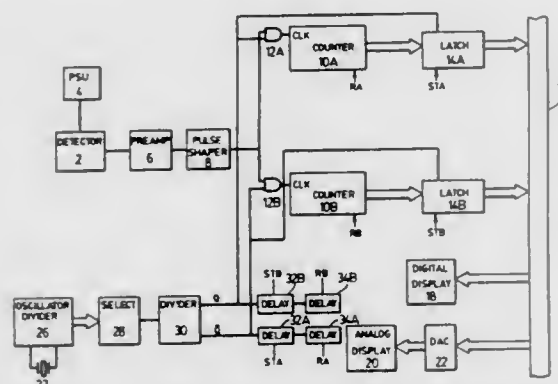 PSU
4
DETECTOR
2
PREAMP
6
PULSE
SHAPER
8
12A
CLK
COUNTER
10A
RA
LATCH
14A
STA
12B
CLK
COUNTER
10B
RB
LATCH
14B
STB
OSCILLATOR
DIVIDER
26
SELECT
28
DIVIDER
30
STB
32B
RB
34B
DELAY
DELAY
32A
34A
DELAY
DELAY
STA
RA
DIGITAL
DISPLAY
18
ANALOG
DISPLAY
20
DAC
22